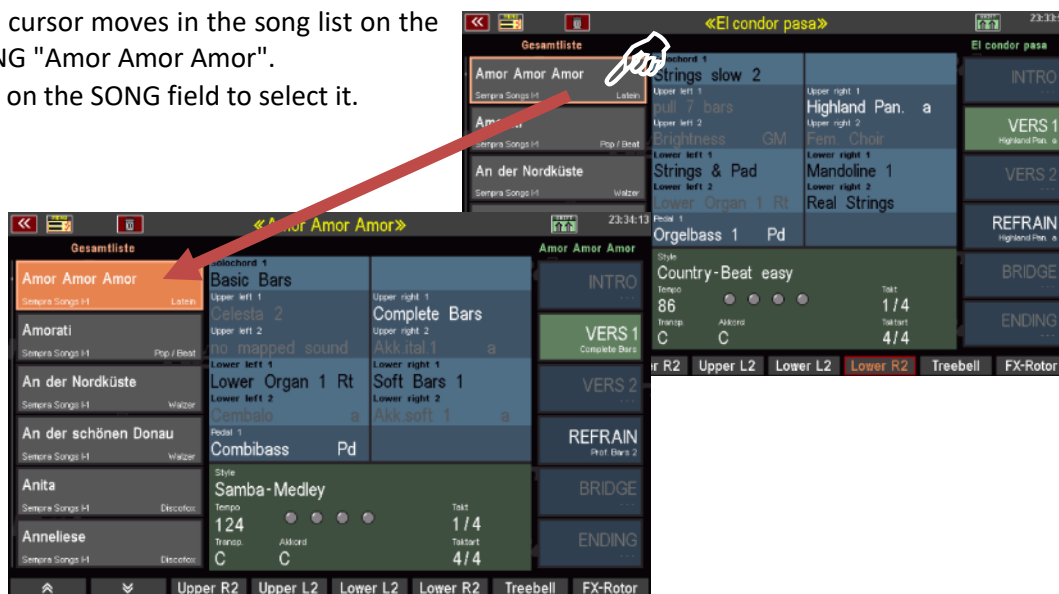 cursor moves in the song list on the
NG "Amor Amor Amor".
on the SONG field to select it.
«El condor pasa»
23:33:
Gesamtliste
El condor pasa
Amor Amor Amor
Sempra Songs I-1 Latein
Sempra Songs I-1 Pop / Beat
An der Nordküste
Sempra Songs I-1 Walzer
Strings slow 2
Upper left 1
pull 7 bars
Upper right 1
Highland Pan. a
Upper left 2
Brightness GM
Upper right 2
Fem. Choir
Lower left 1
Strings & Pad
Lower right 1
Mandoline 1
Lower left 2
Lower Organ 1 Rt
Lower right 2
Real Strings
Pedal 1
Orgelbass 1 Pd
Style
Country-Beat easy
Tempo
86
Takt
1/4
Transp. Akkord
C C
Taktart
4/4
INTRO
---
VERS 1
Highland Pan. a
VERS 2
---
REFRAIN
Highland Pan. a
BRIDGE
---
ENDING
---
r R2 Upper L2 Lower L2 Lower R2 Treebell FX-Rotor
«Amor Amor Amor»
23:34:13
Gesamtliste
Amor Amor Amor
Amor Amor Amor
Sempra Songs I-1 Latein
Amorati
Sempra Songs I-1 Pop / Beat
An der Nordküste
Sempra Songs I-1 Walzer
An der schönen Donau
Sempra Songs I-1 Walzer
Anita
Sempra Songs I-1 Discofox
Anneliese
Sempra Songs I-1 Discofox
Solochord 1
Basic Bars
Upper left 1
Celesta 2
Upper right 1
Complete Bars
Upper left 2
no mapped sound
Upper right 2
Akk.ital.1 a
Lower left 1
Lower Organ 1 Rt
Lower right 1
Soft Bars 1
Lower left 2
Cembalo a
Lower right 2
Akk.soft 1 a
Pedal 1
Combibass Pd
Style
Samba-Medley
Tempo
124
Takt
1/4
Transp. Akkord
C C
Taktart
4/4
INTRO
---
VERS 1
Complete Bars
VERS 2
---
REFRAIN
Prof. Bars 2
BRIDGE
---
ENDING
---
Upper R2 Upper L2 Lower L2 Lower R2 Treebell FX-Rotor